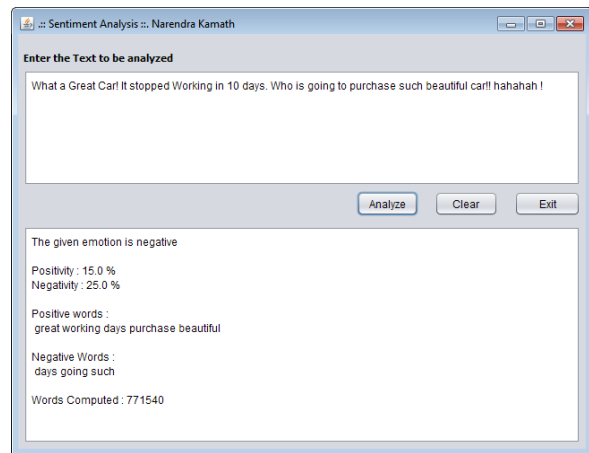 .:: Sentiment Analysis ::. Narendra Kamath
Enter the Text to be analyzed
What a Great Car! It stopped Working in 10 days. Who is going to purchase such beautiful car!! hahahah !
Analyze Clear Exit
The given emotion is negative
Positivity : 15.0 %
Negativity : 25.0 %
Positive words :
great working days purchase beautiful
Negative Words :
days going such
Words Computed : 771540